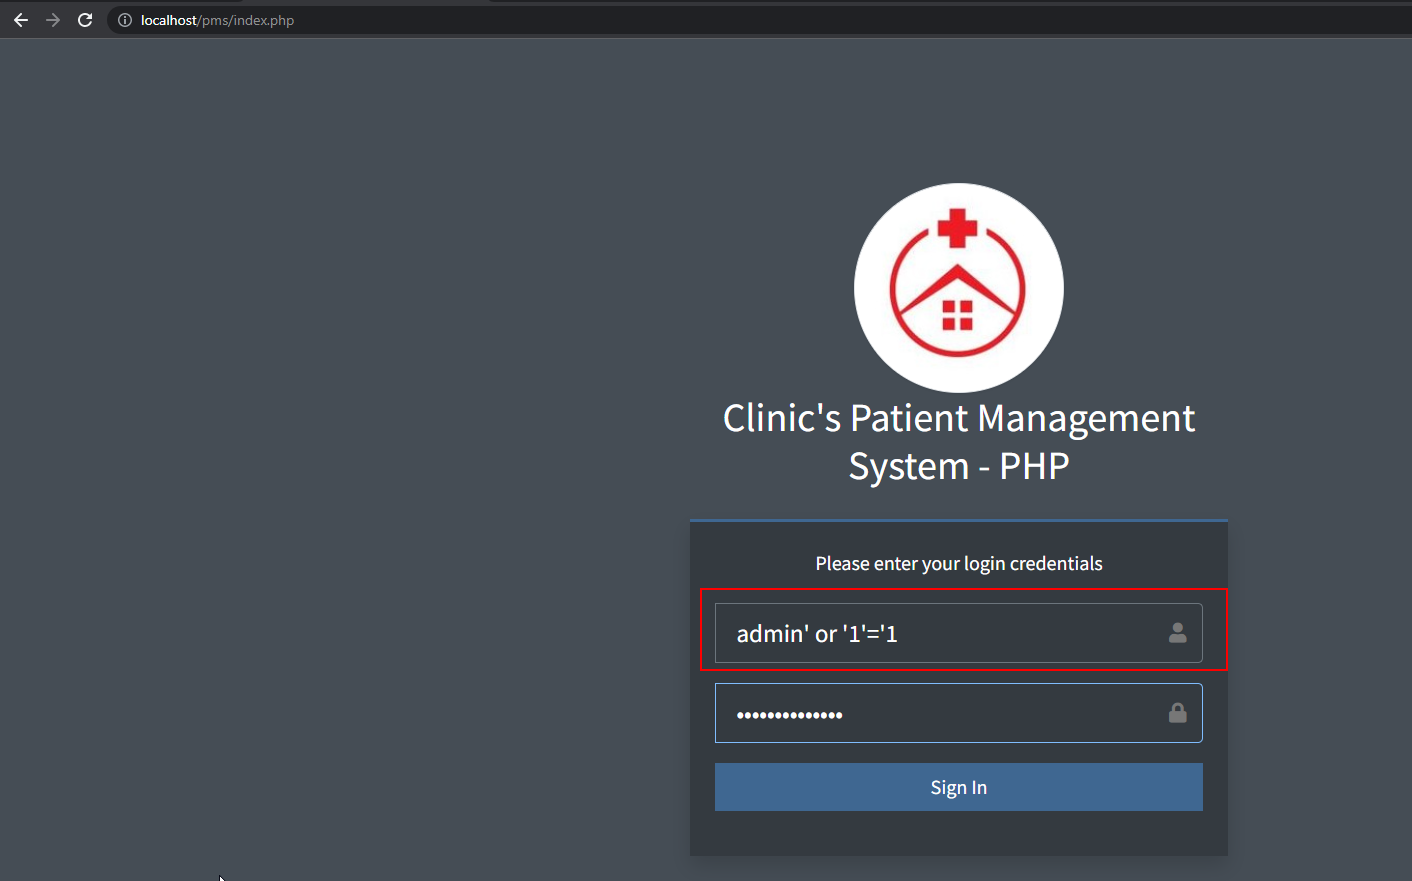 localhost/pms/index.php
Clinic's Patient Management
System - PHP
Please enter your login credentials
admin' or '1'='1
••••••••••••••
Sign In